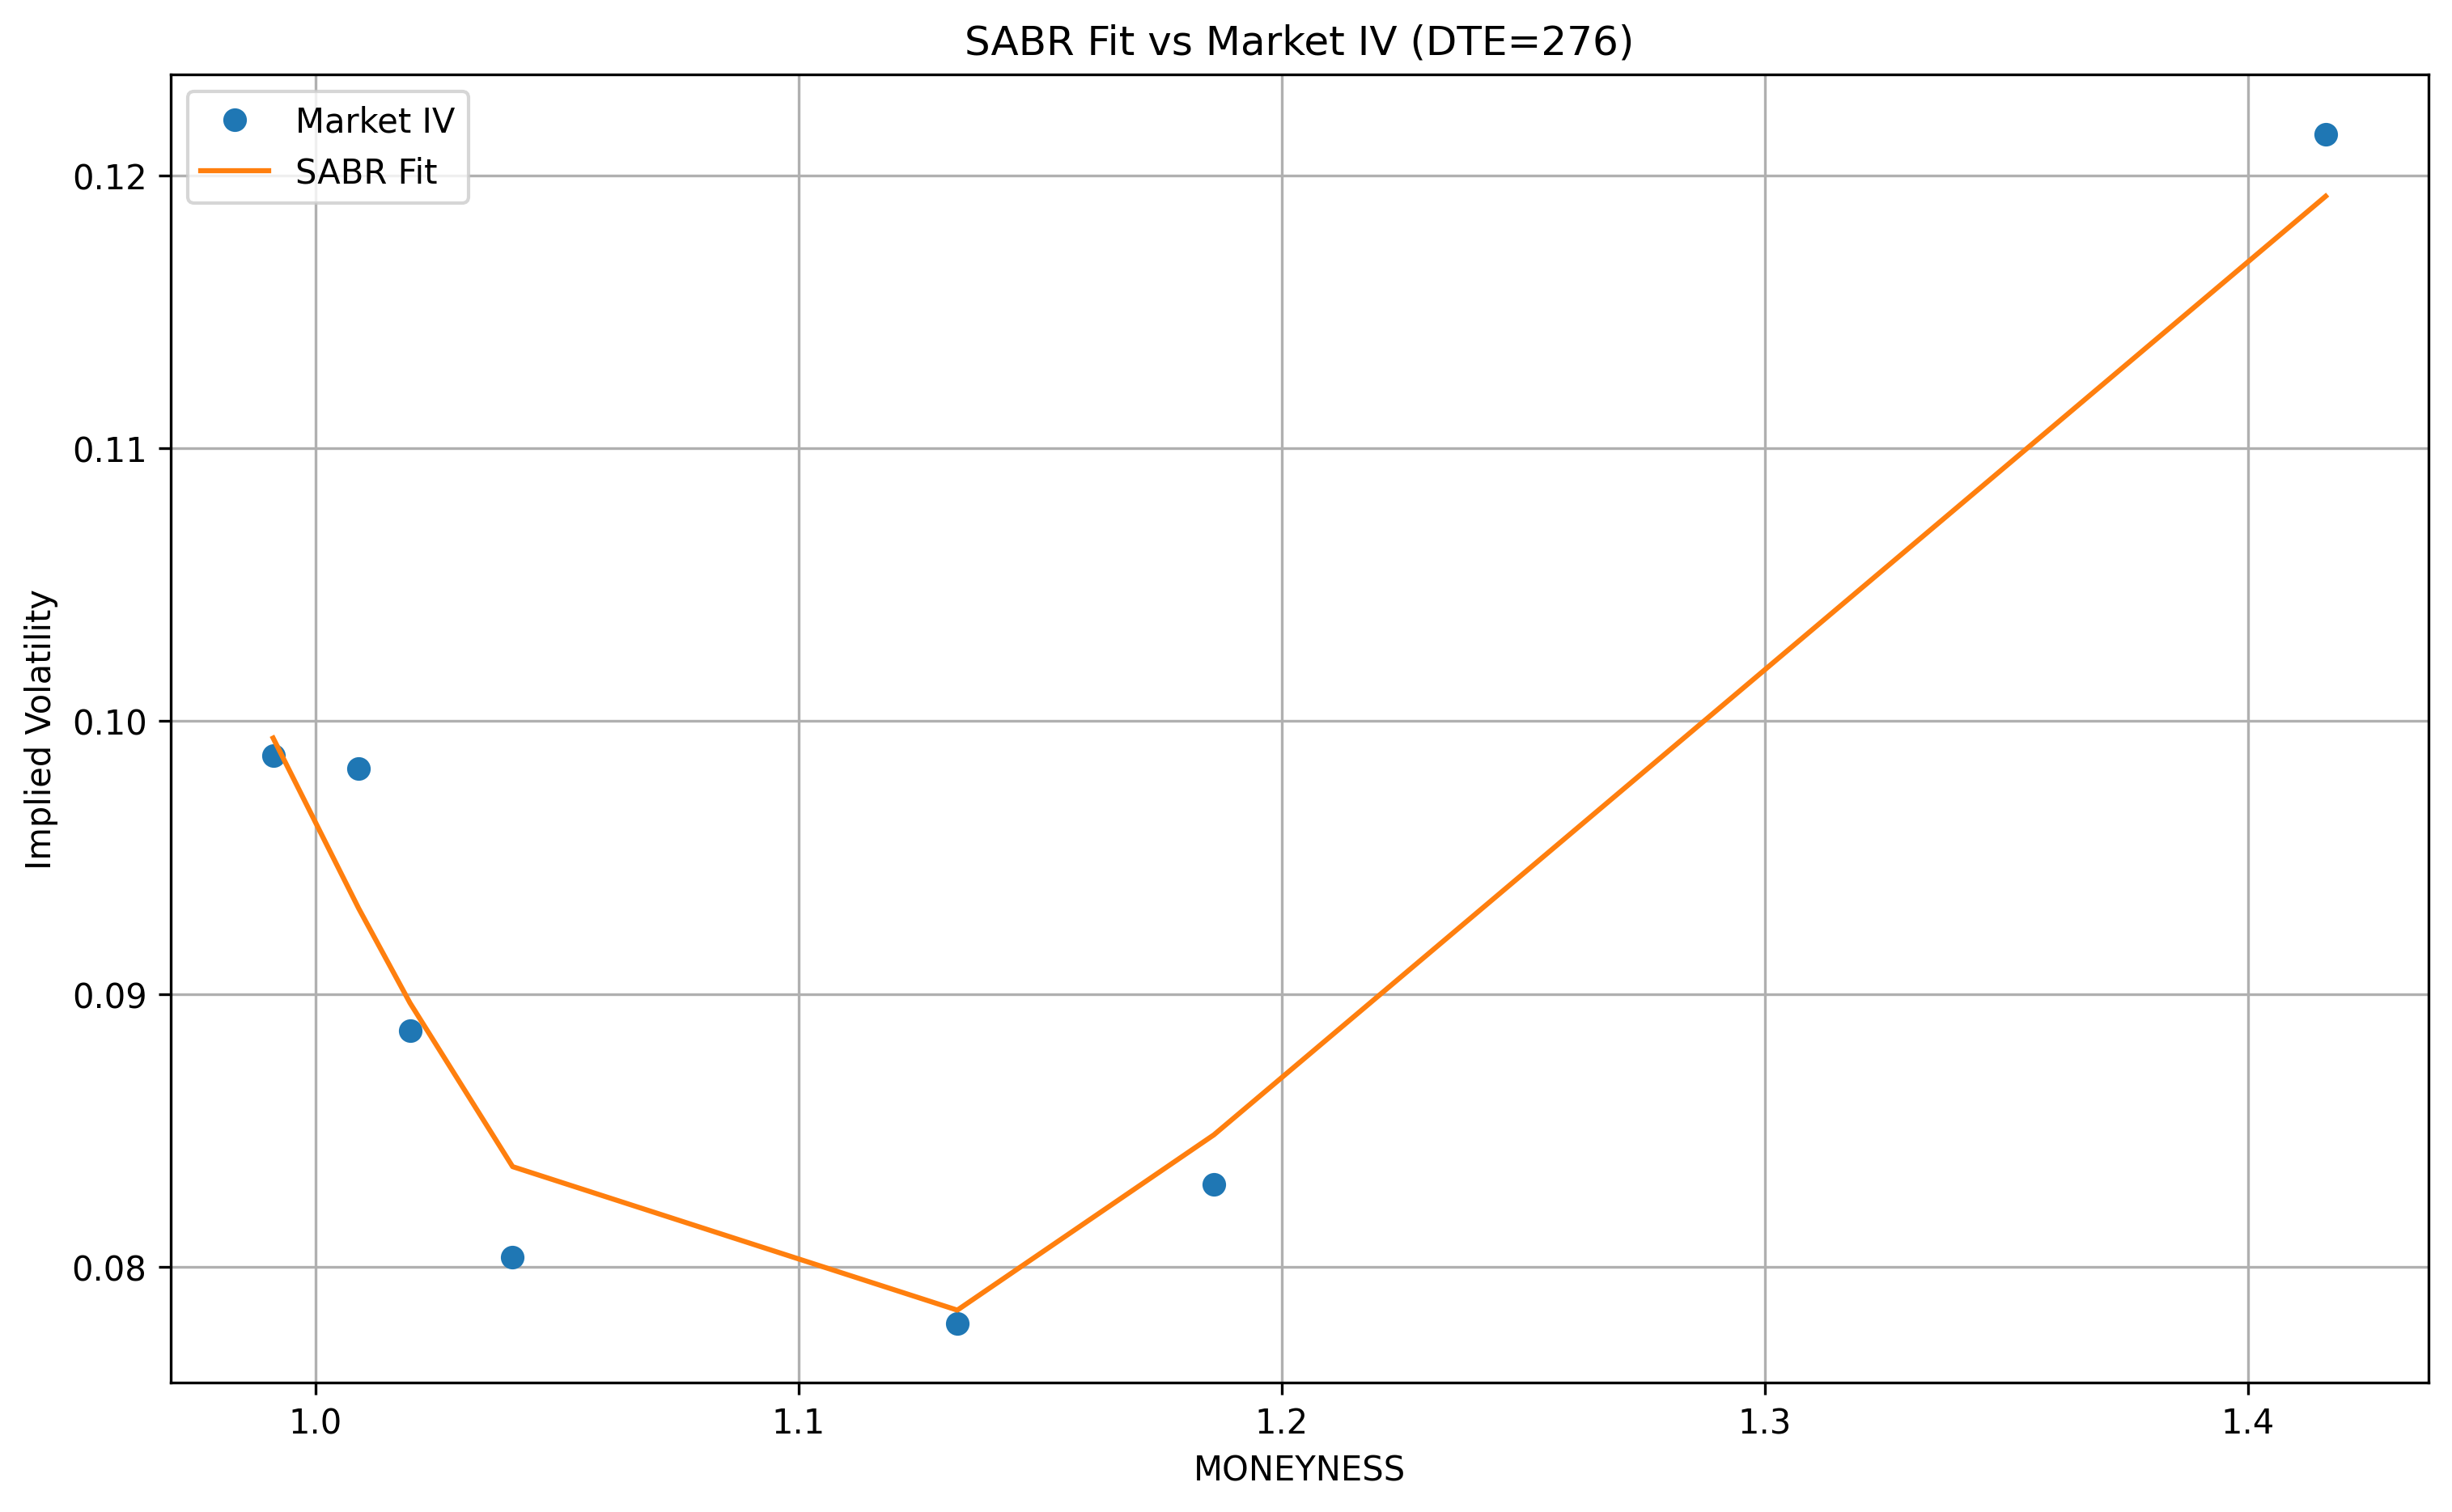 SABR Fit vs Market IV (DTE=276)
Market IV
SABR Fit
0.12
0.11
0.10
0.09
0.08
Implied Volatility
1.0
1.1
1.2
1.3
1.4
MONEYNESS